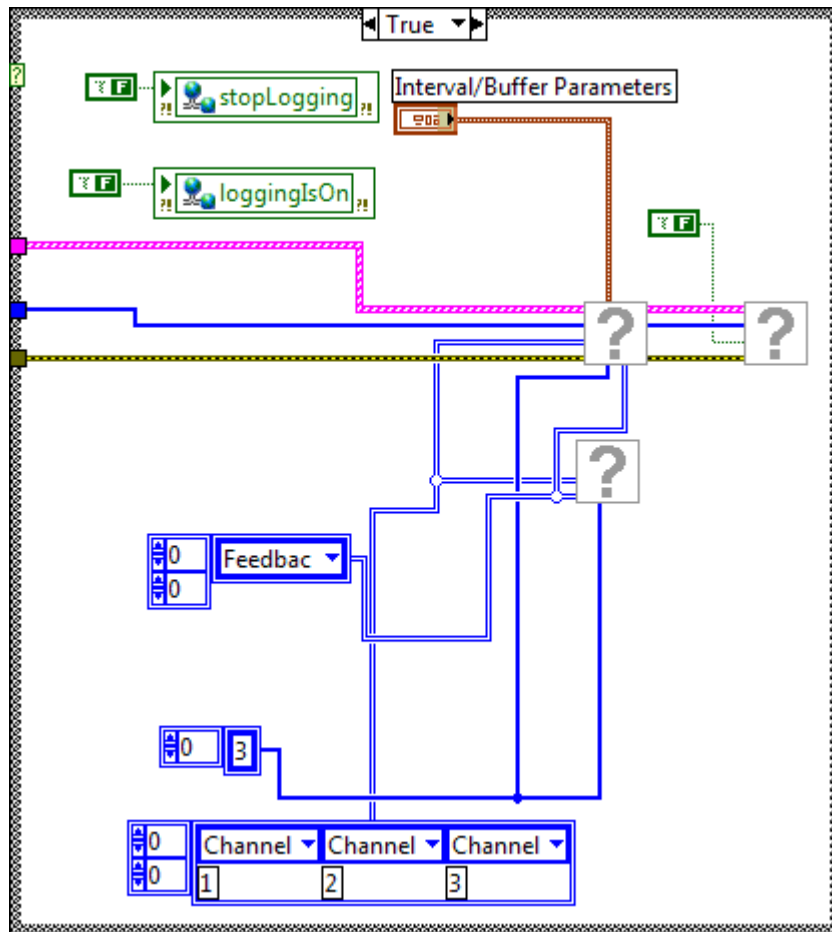 True
?
F
?!
stopLogging
?!
Interval/Buffer Parameters
F
?!
loggingIsOn
?!
F
?
?
?
0
Feedbac
0
0
3
0
Channel
Channel
Channel
0
1
2
3